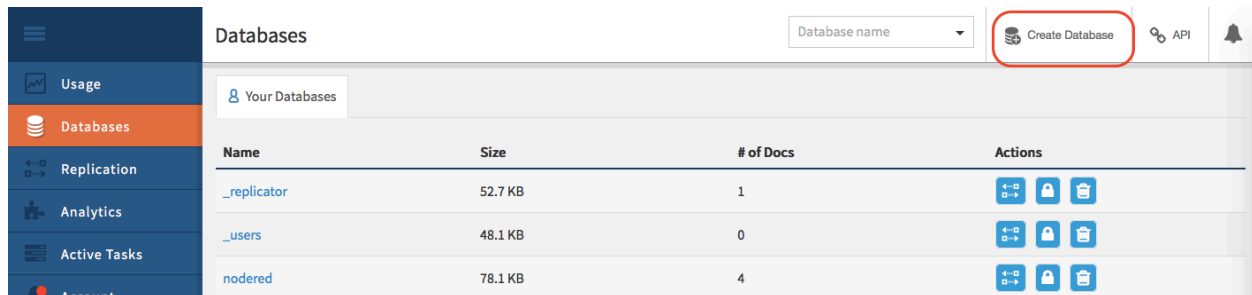 Databases
Database name
Create Database
API
Usage
Databases
Replication
Analytics
Active Tasks
Account
Your Databases
Name Size # of Docs Actions
_replicator 52.7 KB 1
_users 48.1 KB 0
nodered 78.1 KB 4